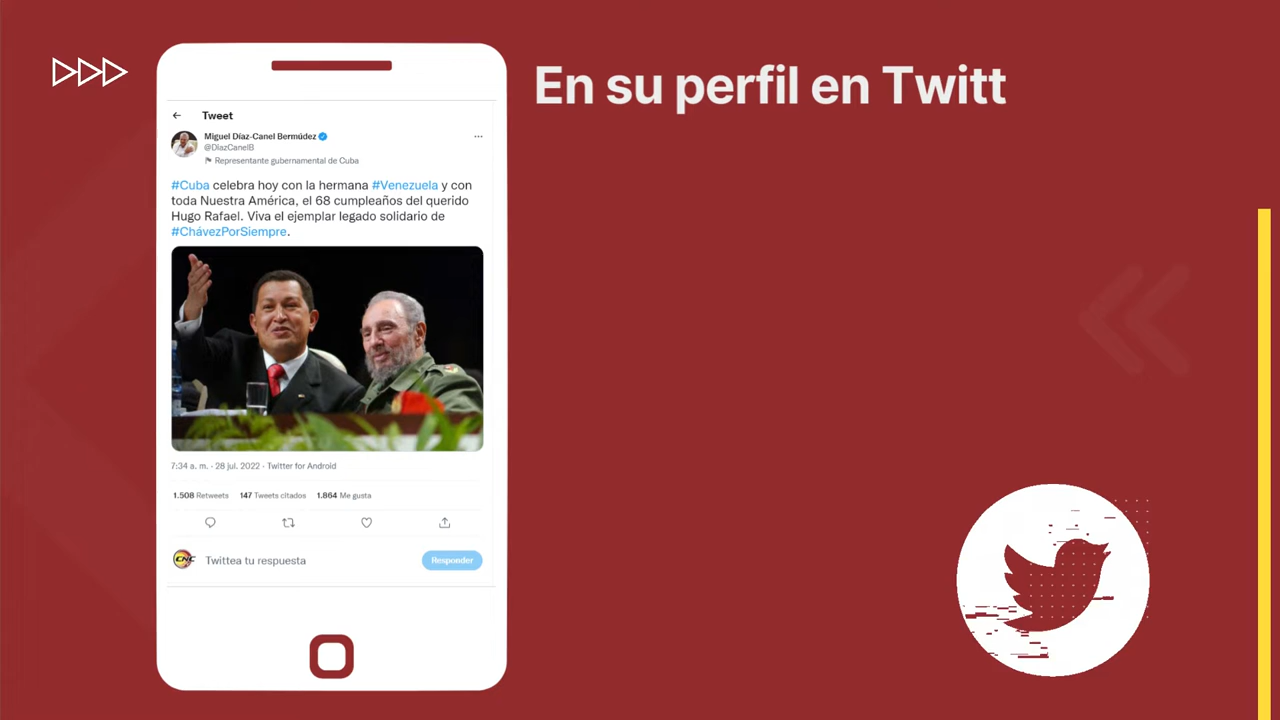 En su perfil en Twitt
Tweet
Miguel Díaz-Canel Bermúdez
@DiazCanelB
Representante gubernamental de Cuba
#Cuba celebra hoy con la hermana #Venezuela y con
toda Nuestra América, el 68 cumpleaños del querido
Hugo Rafael. Viva el ejemplar legado solidario de
#ChávezPorSiempre.
7:34 a. m. · 28 jul. 2022 · Twitter for Android
1.508 Retweets 147 Tweets citados 1.864 Me gusta
CNC
Twittea tu respuesta
Responder